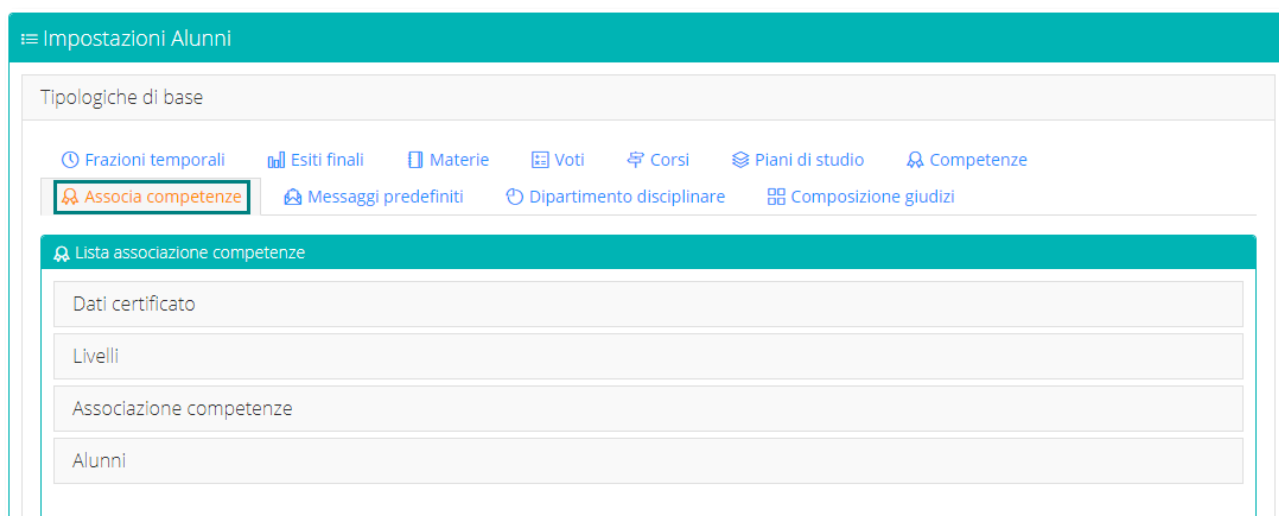 Impostazioni Alunni
Tipologiche di base
Frazioni temporali Esiti finali Materie Voti Corsi Piani di studio Competenze
Associa competenze Messaggi predefiniti Dipartimento disciplinare Composizione giudizi
Lista associazione competenze
Dati certificato
Livelli
Associazione competenze
Alunni